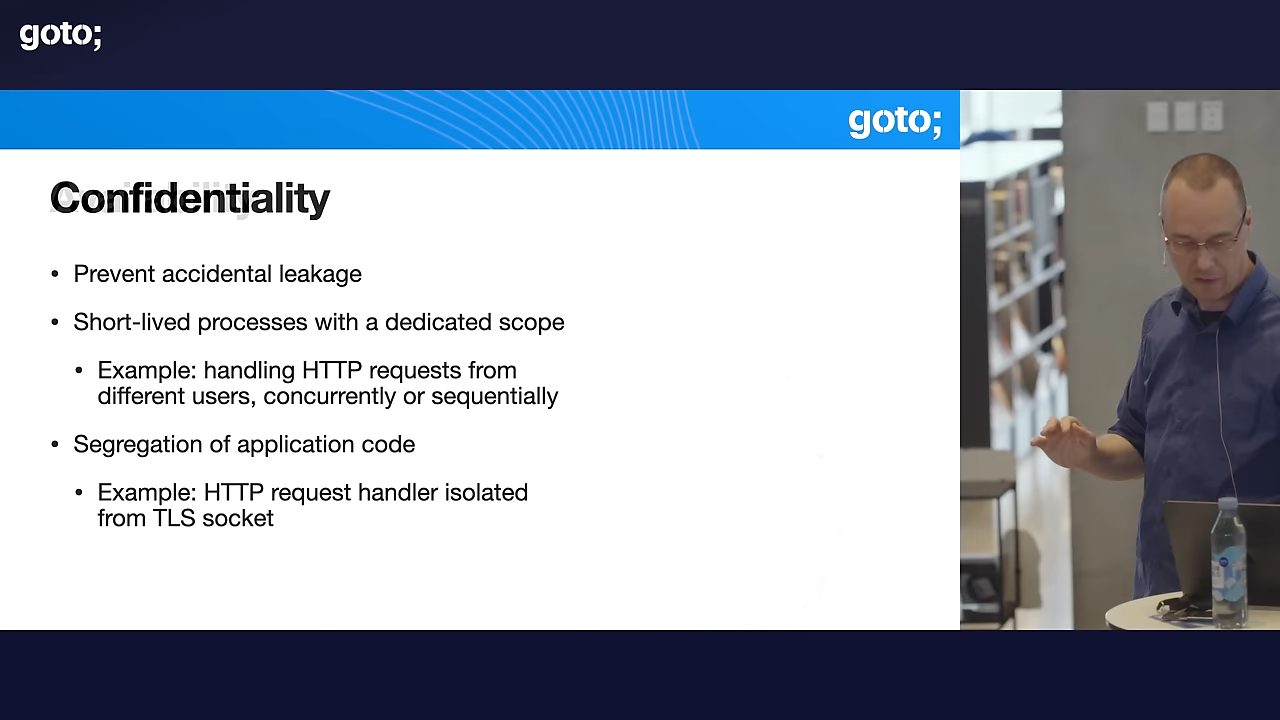 goto;
goto;
Confidentiality
• Prevent accidental leakage
• Short-lived processes with a dedicated scope
• Example: handling HTTP requests from
different users, concurrently or sequentially
• Segregation of application code
• Example: HTTP request handler isolated
from TLS socket